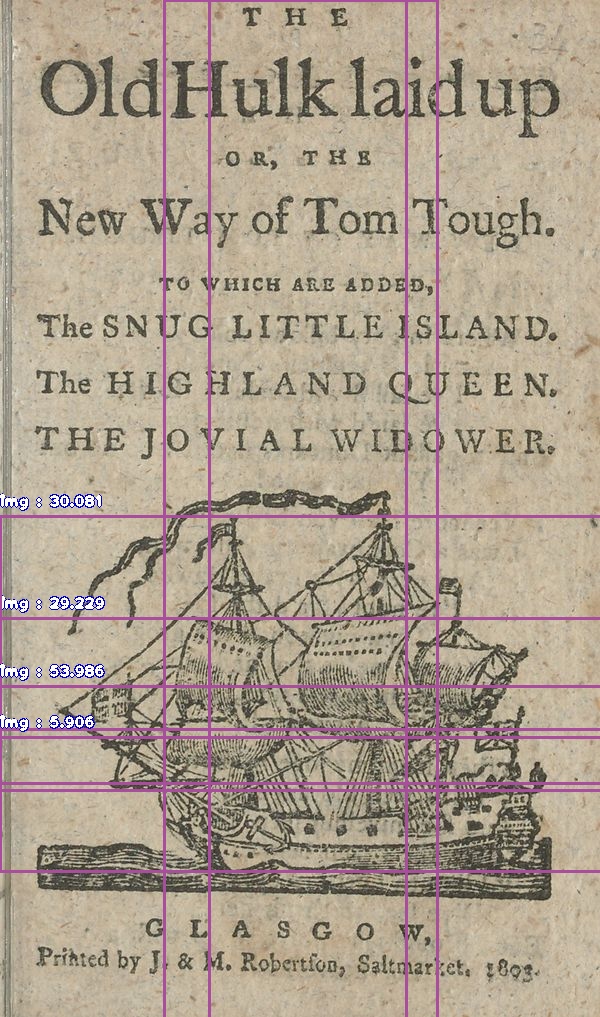 THE
Old Hulk laid up
OR, THE
New Way of Tom Tough.
TO WHICH ARE ADDED,
The SNUG LITTLE ISLAND.
The HIGHLAND QUEEN.
THE JOVIAL WIDOWER.
Img : 30.081
Img : 29.229
Img : 53.986
Img : 5.906
GLASGOW,
Printed by J. & M. Robertſon, Saltmarket.